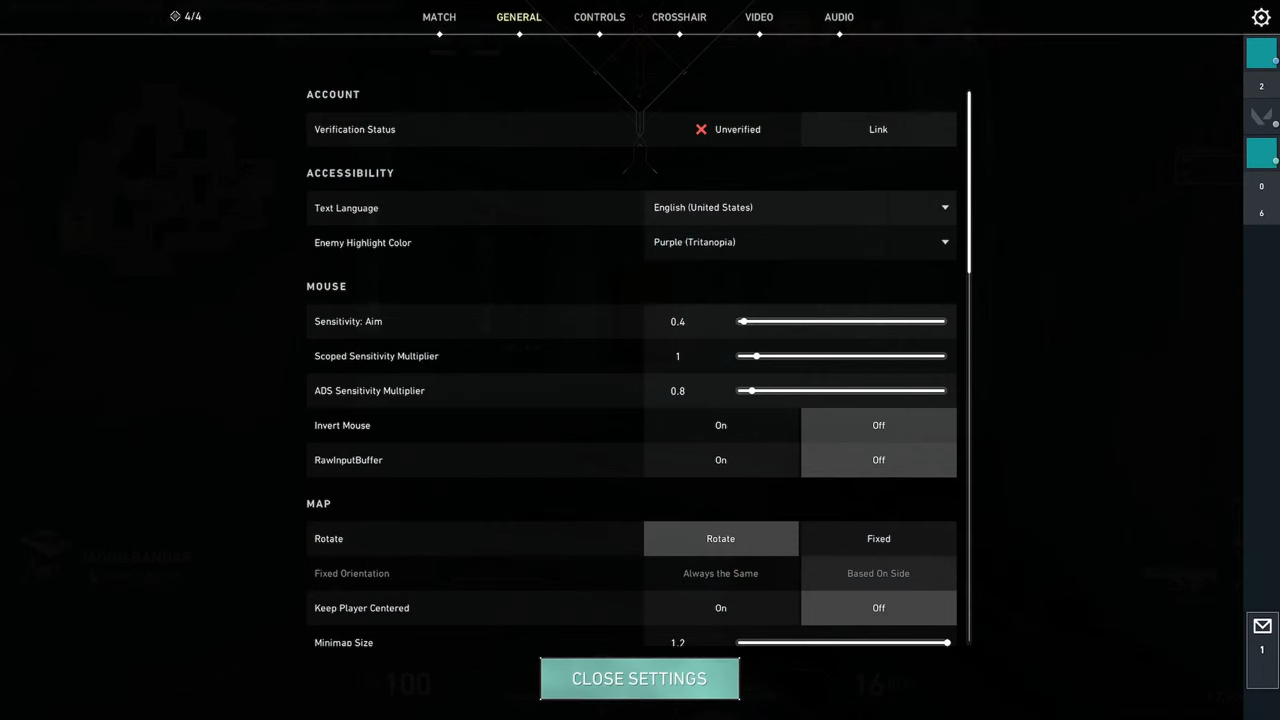 4/4 MATCH GENERAL CONTROLS CROSSHAIR VIDEO AUDIO
ACCOUNT
Verification Status Unverified Link
ACCESSIBILITY
Text Language English (United States)
Enemy Highlight Color Purple (Tritanopia)
MOUSE
Sensitivity: Aim 0.4
Scoped Sensitivity Multiplier 1
ADS Sensitivity Multiplier 0.8
Invert Mouse On Off
RawInputBuffer On Off
MAP
Rotate Rotate Fixed
Fixed Orientation Always the Same Based On Side
Keep Player Centered On Off
Minimap Size 1.2
CLOSE SETTINGS
100
16
2
0
6
1